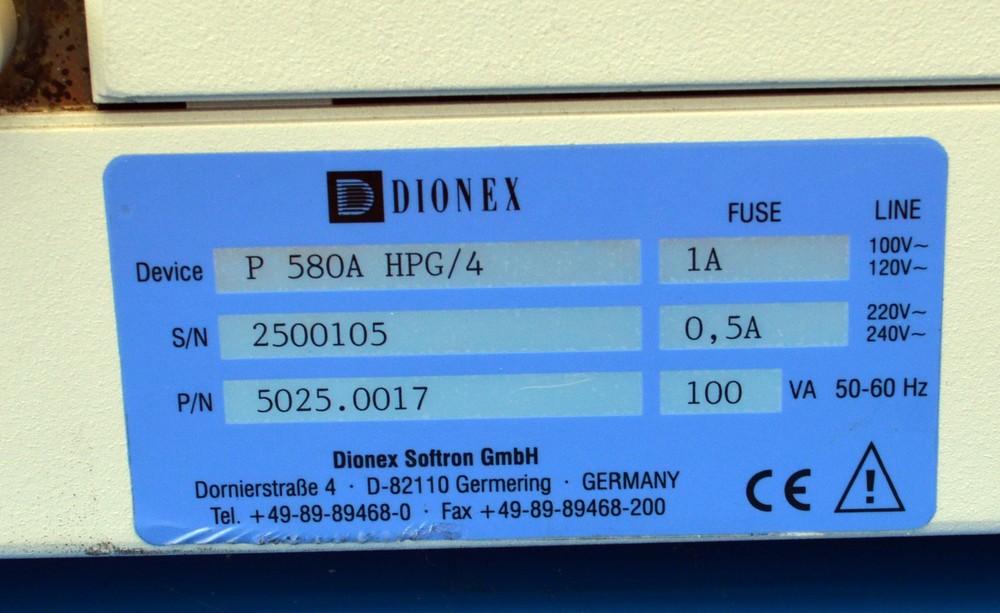 DIONEX
FUSE LINE
Device P 580A HPG/4 1A 100V~
120V~
S/N 2500105 0,5A 220V~
240V~
P/N 5025.0017 100 VA 50-60 Hz
Dionex Softron GmbH
Dornierstraße 4 · D-82110 Germering · GERMANY
Tel. +49-89-89468-0 · Fax +49-89-89468-200
CE
!